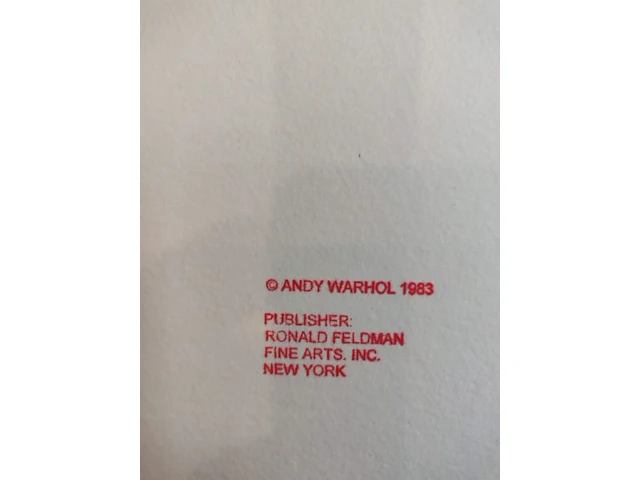 © ANDY WARHOL 1983
PUBLISHER:
RONALD FELDMAN
FINE ARTS. INC.
NEW YORK